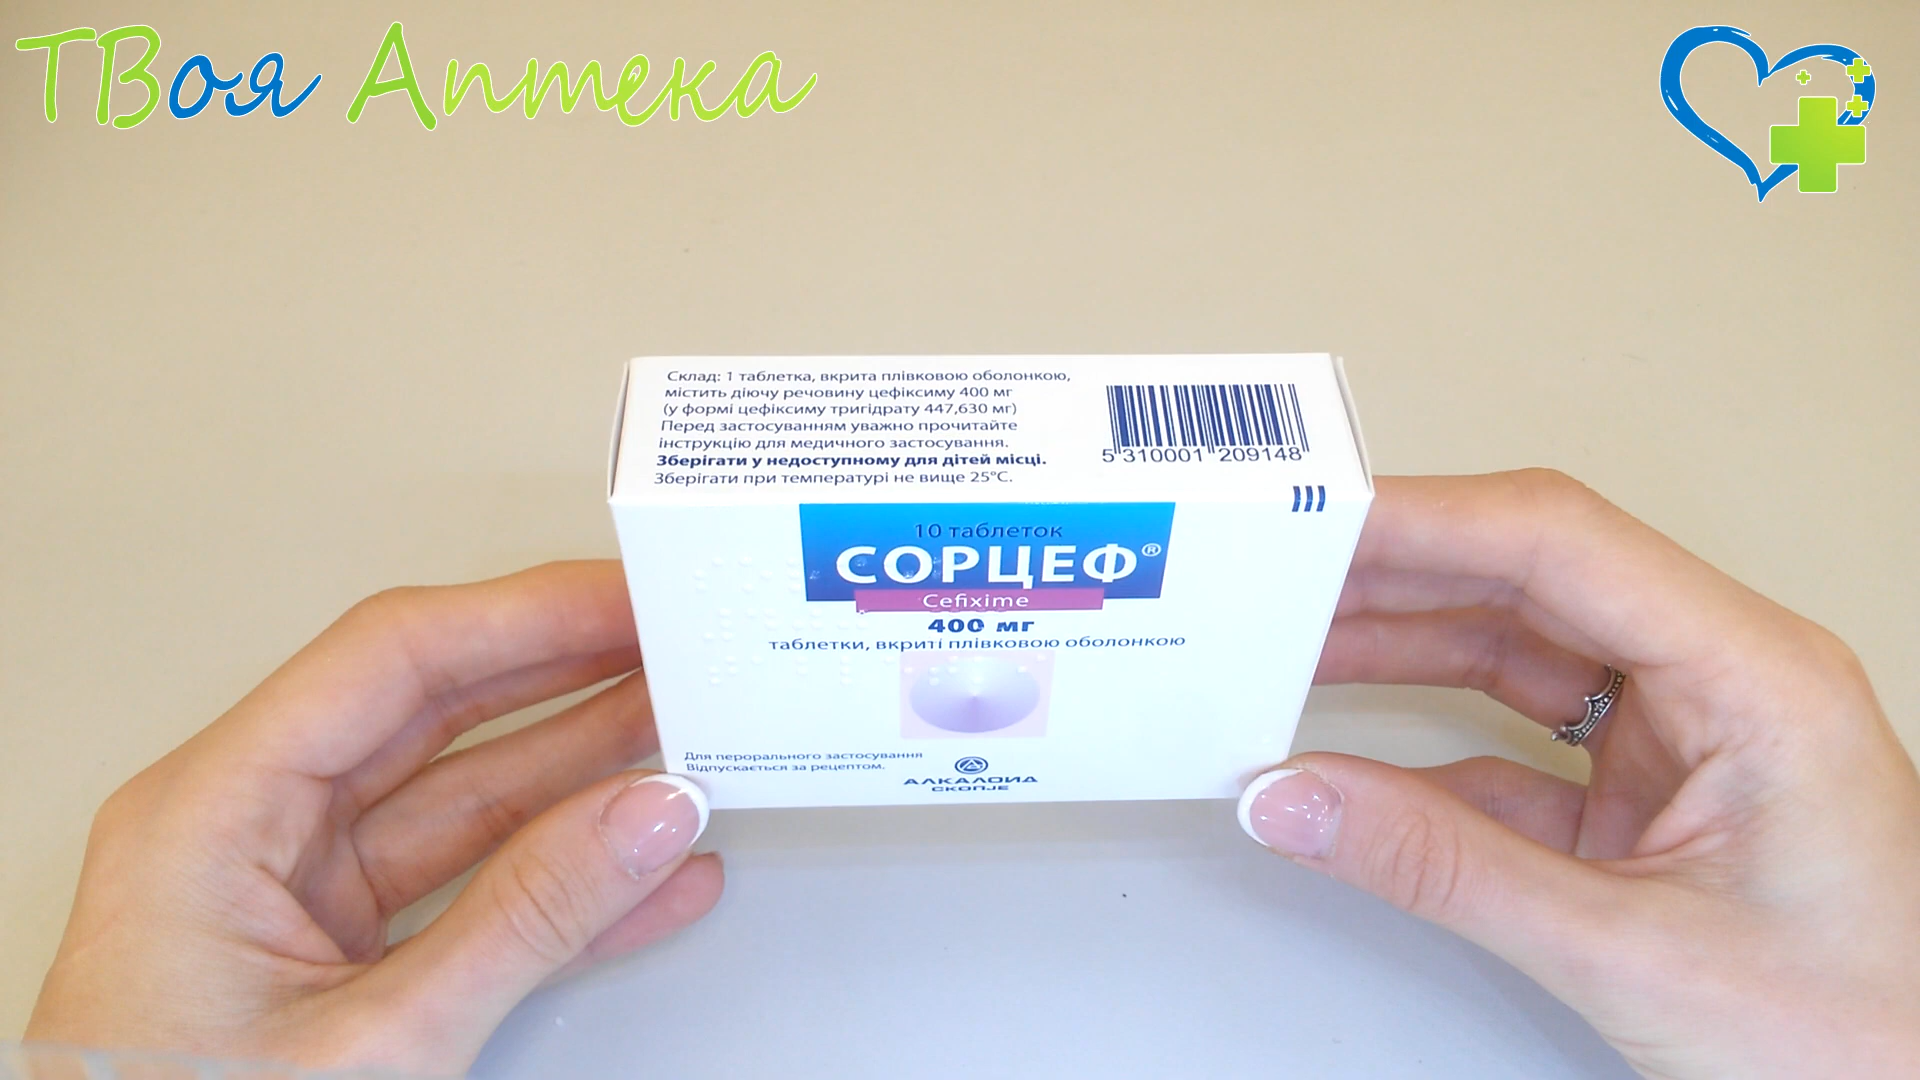 ТВоя Аптека
Склад: 1 таблетка, вкрита плівковою оболонкою,
містить діючу речовину цефіксиму 400 мг
(у формі цефіксиму тригідрату 447,630 мг)
Перед застосуванням уважно прочитайте
інструкцію для медичного застосування.
Зберігати у недоступному для дітей місці.
Зберігати при температурі не вище 25°С.
5 310001 209148
10 таблеток
СОРЦЕФ®
Cefixime
400 мг
таблетки, вкриті плівковою оболонкою
Для перорального застосування
Відпускається за рецептом.
АЛКАЛОИД
СКОПЈЕ